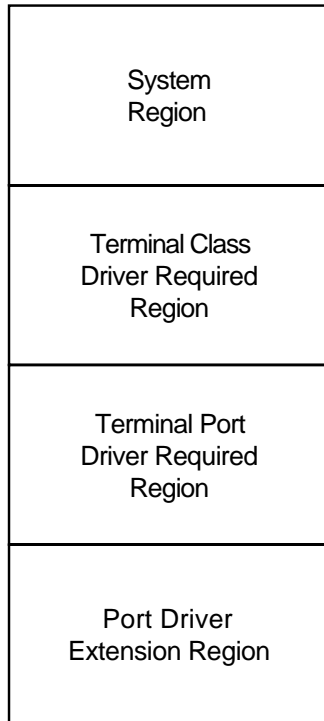 System
Region
Terminal Class
Driver Required
Region
Terminal Port
Driver Required
Region
Port Driver
Extension Region